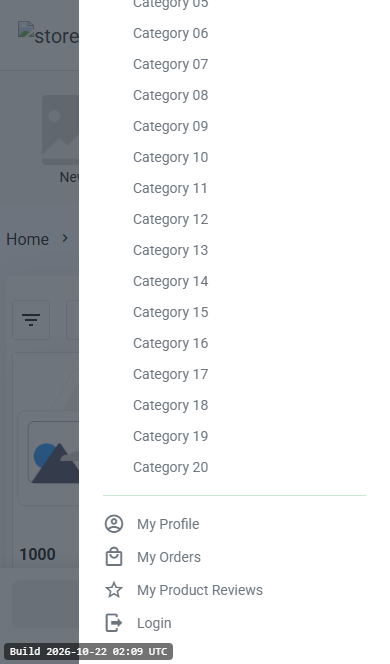 store
Category 05
Category 06
Category 07
Category 08
Category 09
Category 10
Category 11
Category 12
Category 13
Category 14
Category 15
Category 16
Category 17
Category 18
Category 19
Category 20
Home
1000
My Profile
My Orders
My Product Reviews
Login
Build 2026-10-22 02:09 UTC